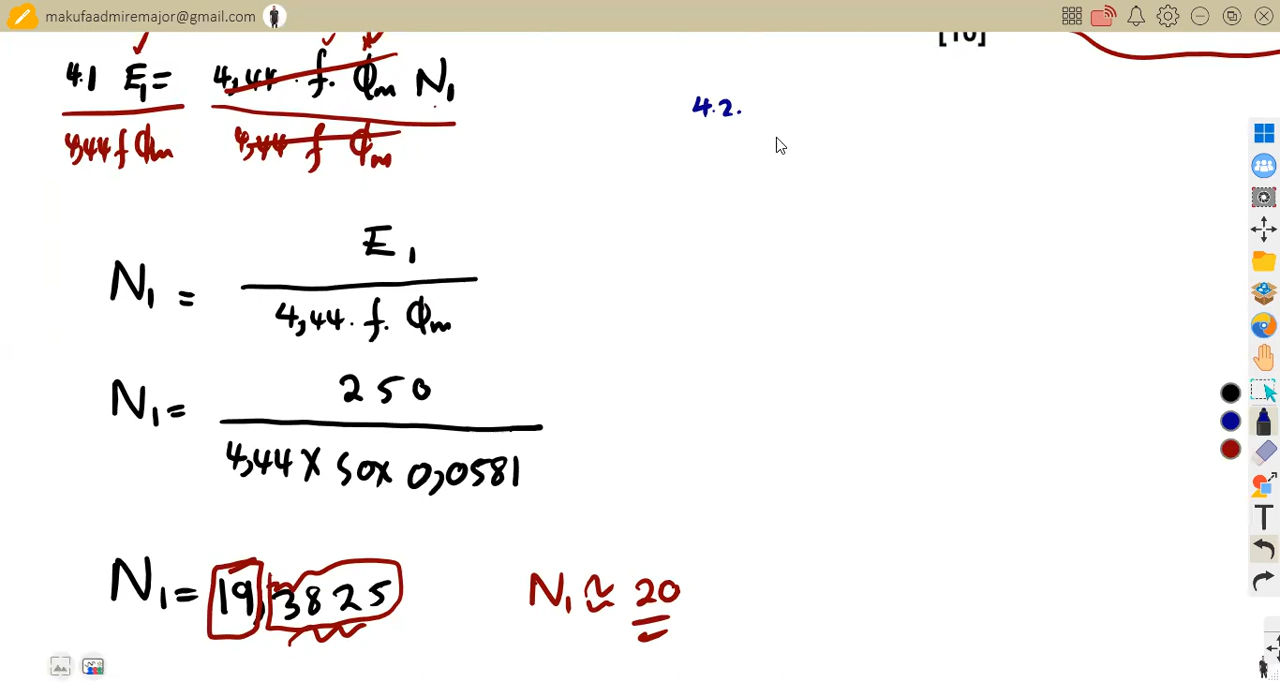 makufaadmiremajor@gmail.com
[10]
4.1 E₁= 4,44 . f. Φm N₁
4,44 f Φm 4,44 f Φm
4.2.
N₁ = E₁
4,44. f. Φm
N₁= 250
4,44 x 50x 0,0581
N₁= 19,3825 N₁ ≃ 20
T